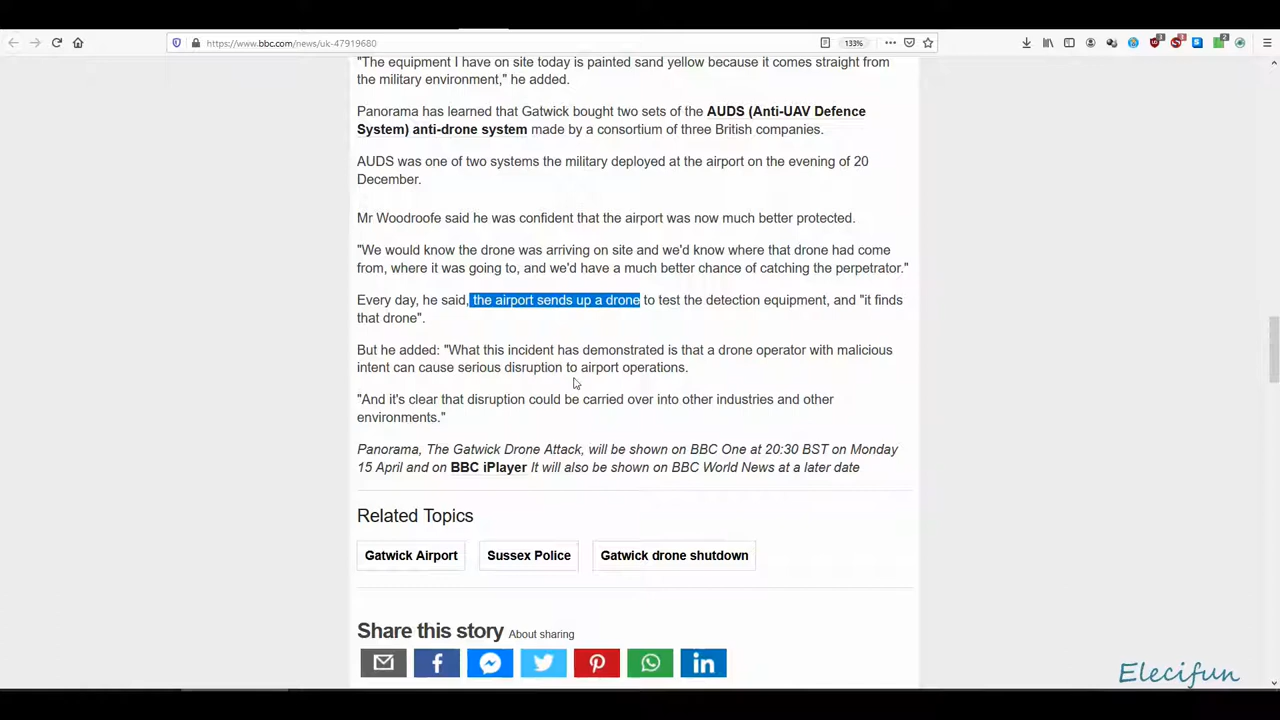 https://www.bbc.com/news/uk-47919680
133%
"The equipment I have on site today is painted sand yellow because it comes straight from
the military environment," he added.
Panorama has learned that Gatwick bought two sets of the AUDS (Anti-UAV Defence
System) anti-drone system made by a consortium of three British companies.
AUDS was one of two systems the military deployed at the airport on the evening of 20
December.
Mr Woodroofe said he was confident that the airport was now much better protected.
"We would know the drone was arriving on site and we'd know where that drone had come
from, where it was going to, and we'd have a much better chance of catching the perpetrator."
Every day, he said, the airport sends up a drone to test the detection equipment, and "it finds
that drone".
But he added: "What this incident has demonstrated is that a drone operator with malicious
intent can cause serious disruption to airport operations.
"And it's clear that disruption could be carried over into other industries and other
environments."
Panorama, The Gatwick Drone Attack, will be shown on BBC One at 20:30 BST on Monday
15 April and on BBC iPlayer It will also be shown on BBC World News at a later date
Related Topics
Gatwick Airport
Sussex Police
Gatwick drone shutdown
Share this story About sharing
Elecifun